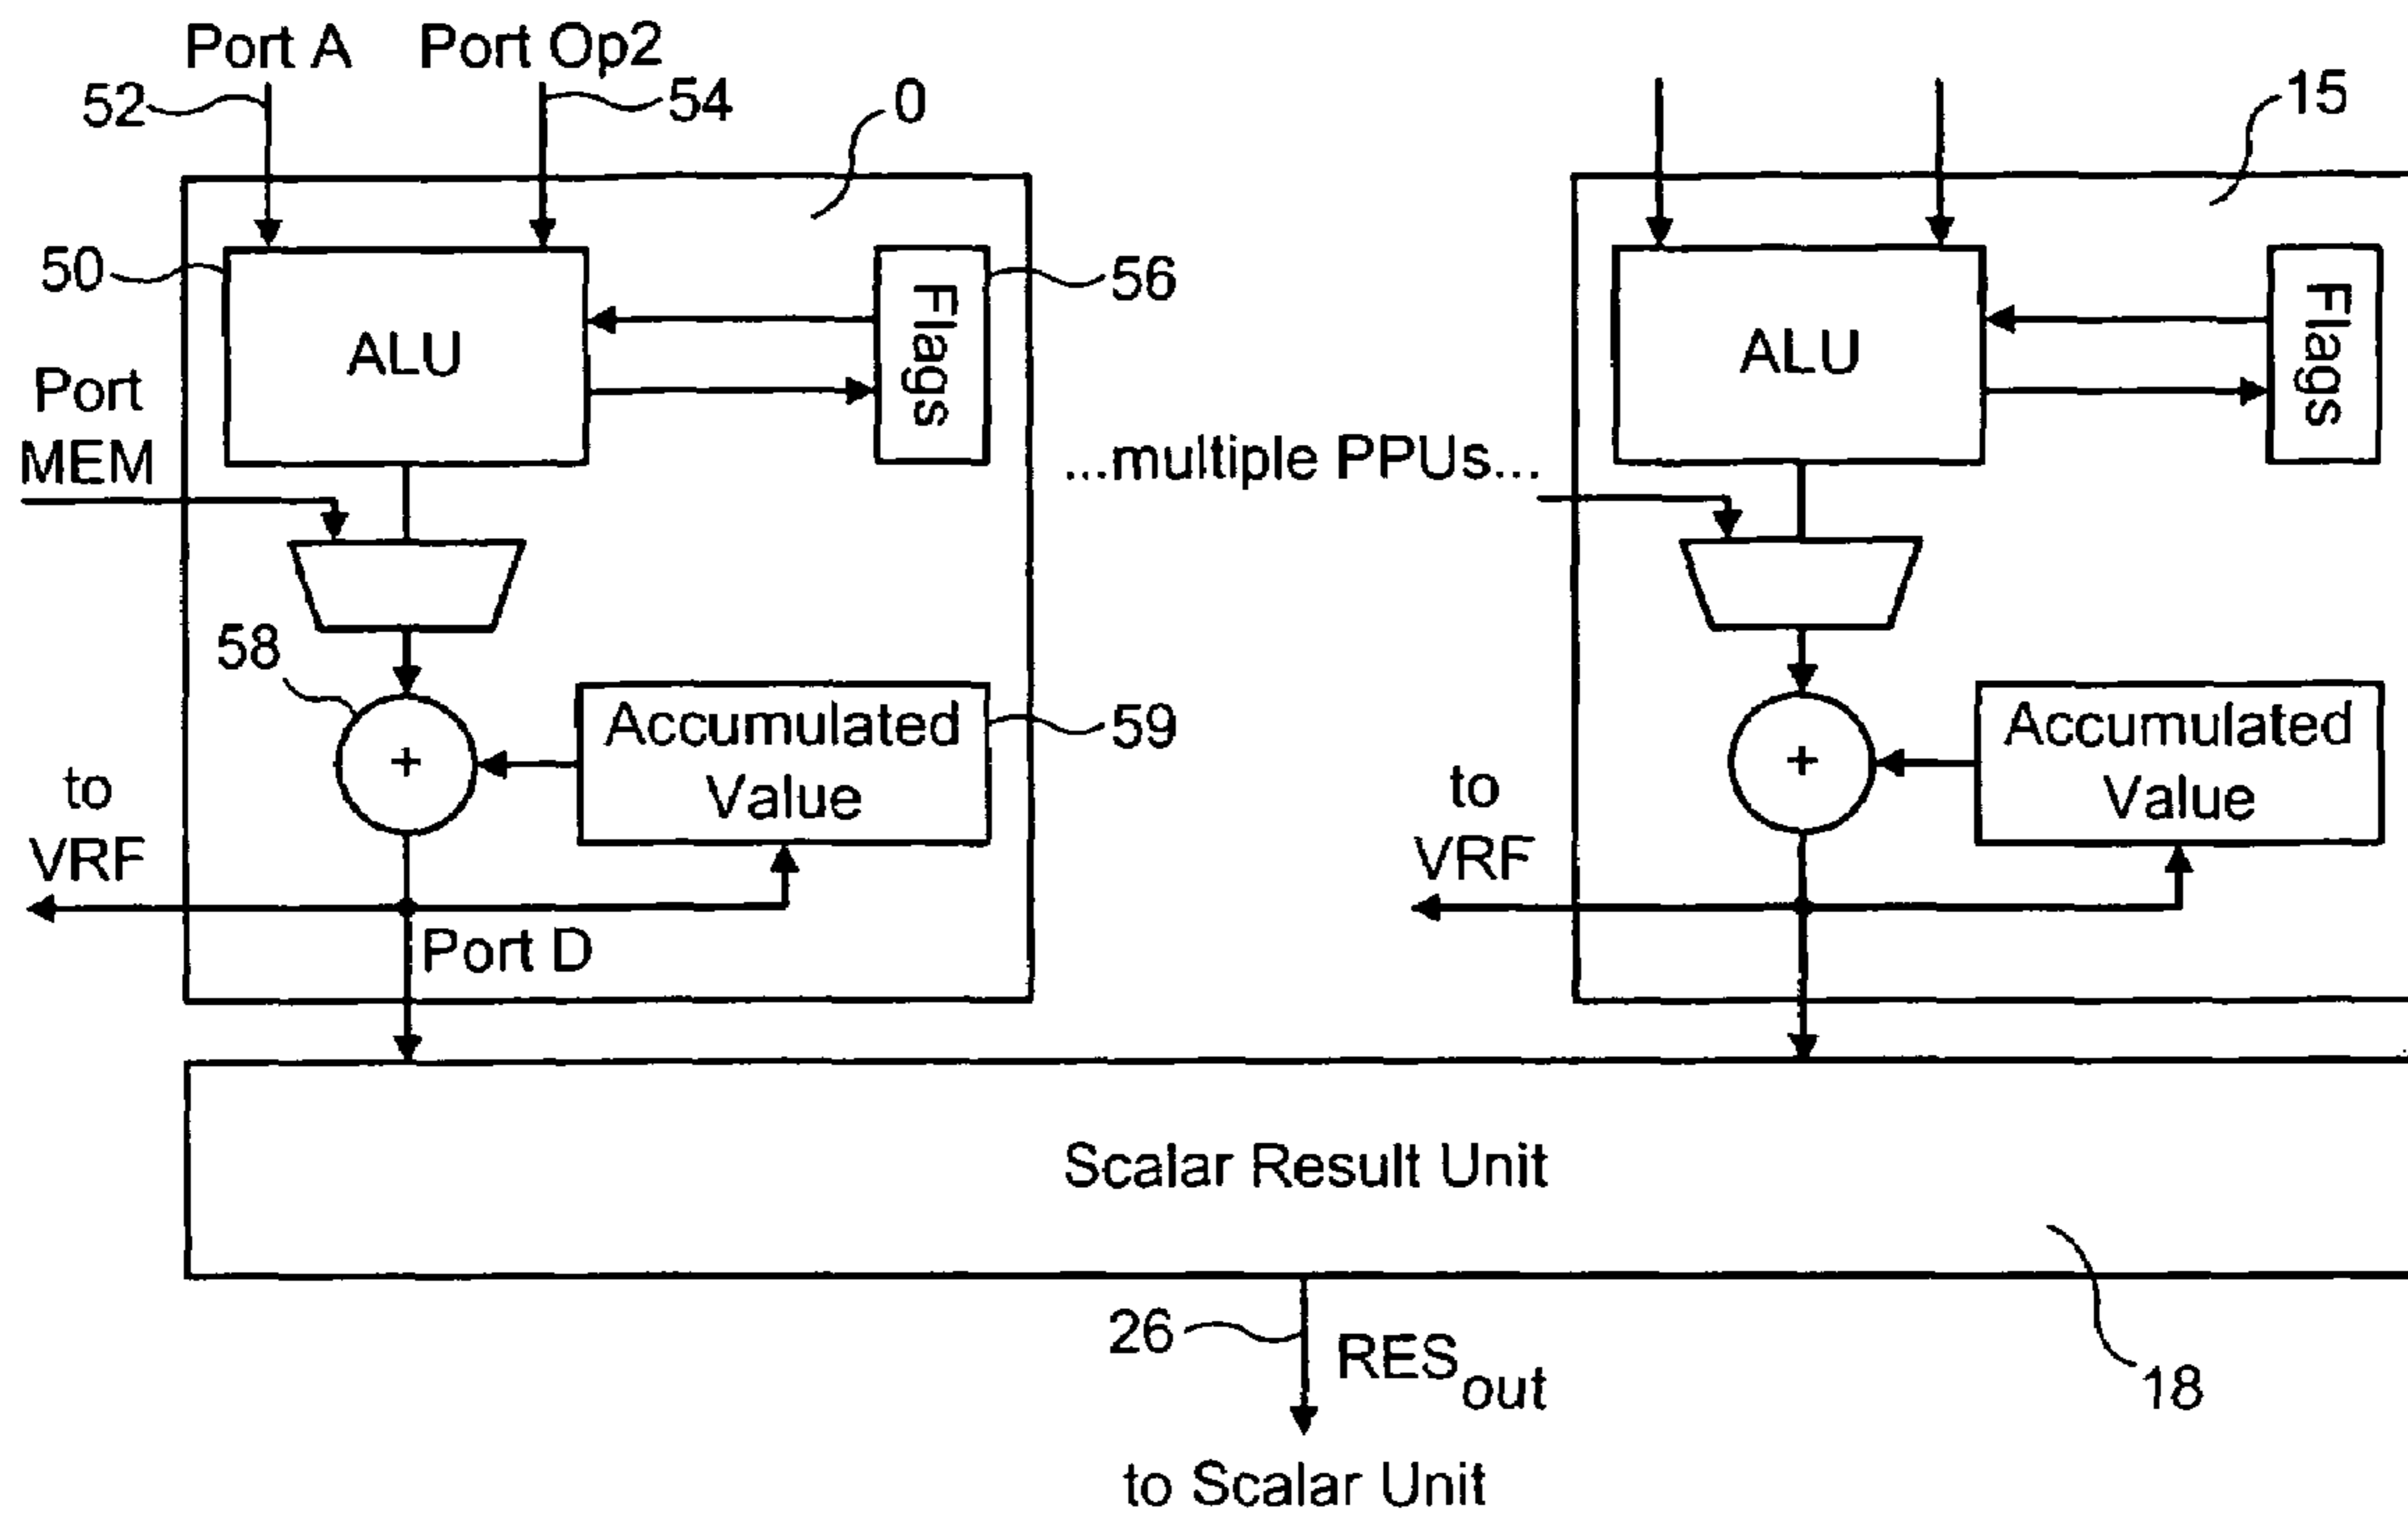 Port A
Port Op2
52
54
0
15
50
ALU
Flags
56
ALU
Flags
Port
MEM
...multiple PPUs...
58
+
Accumulated
Value
59
+
Accumulated
Value
to
VRF
to
VRF
Port D
Scalar Result Unit
26
RESout
18
to Scalar Unit